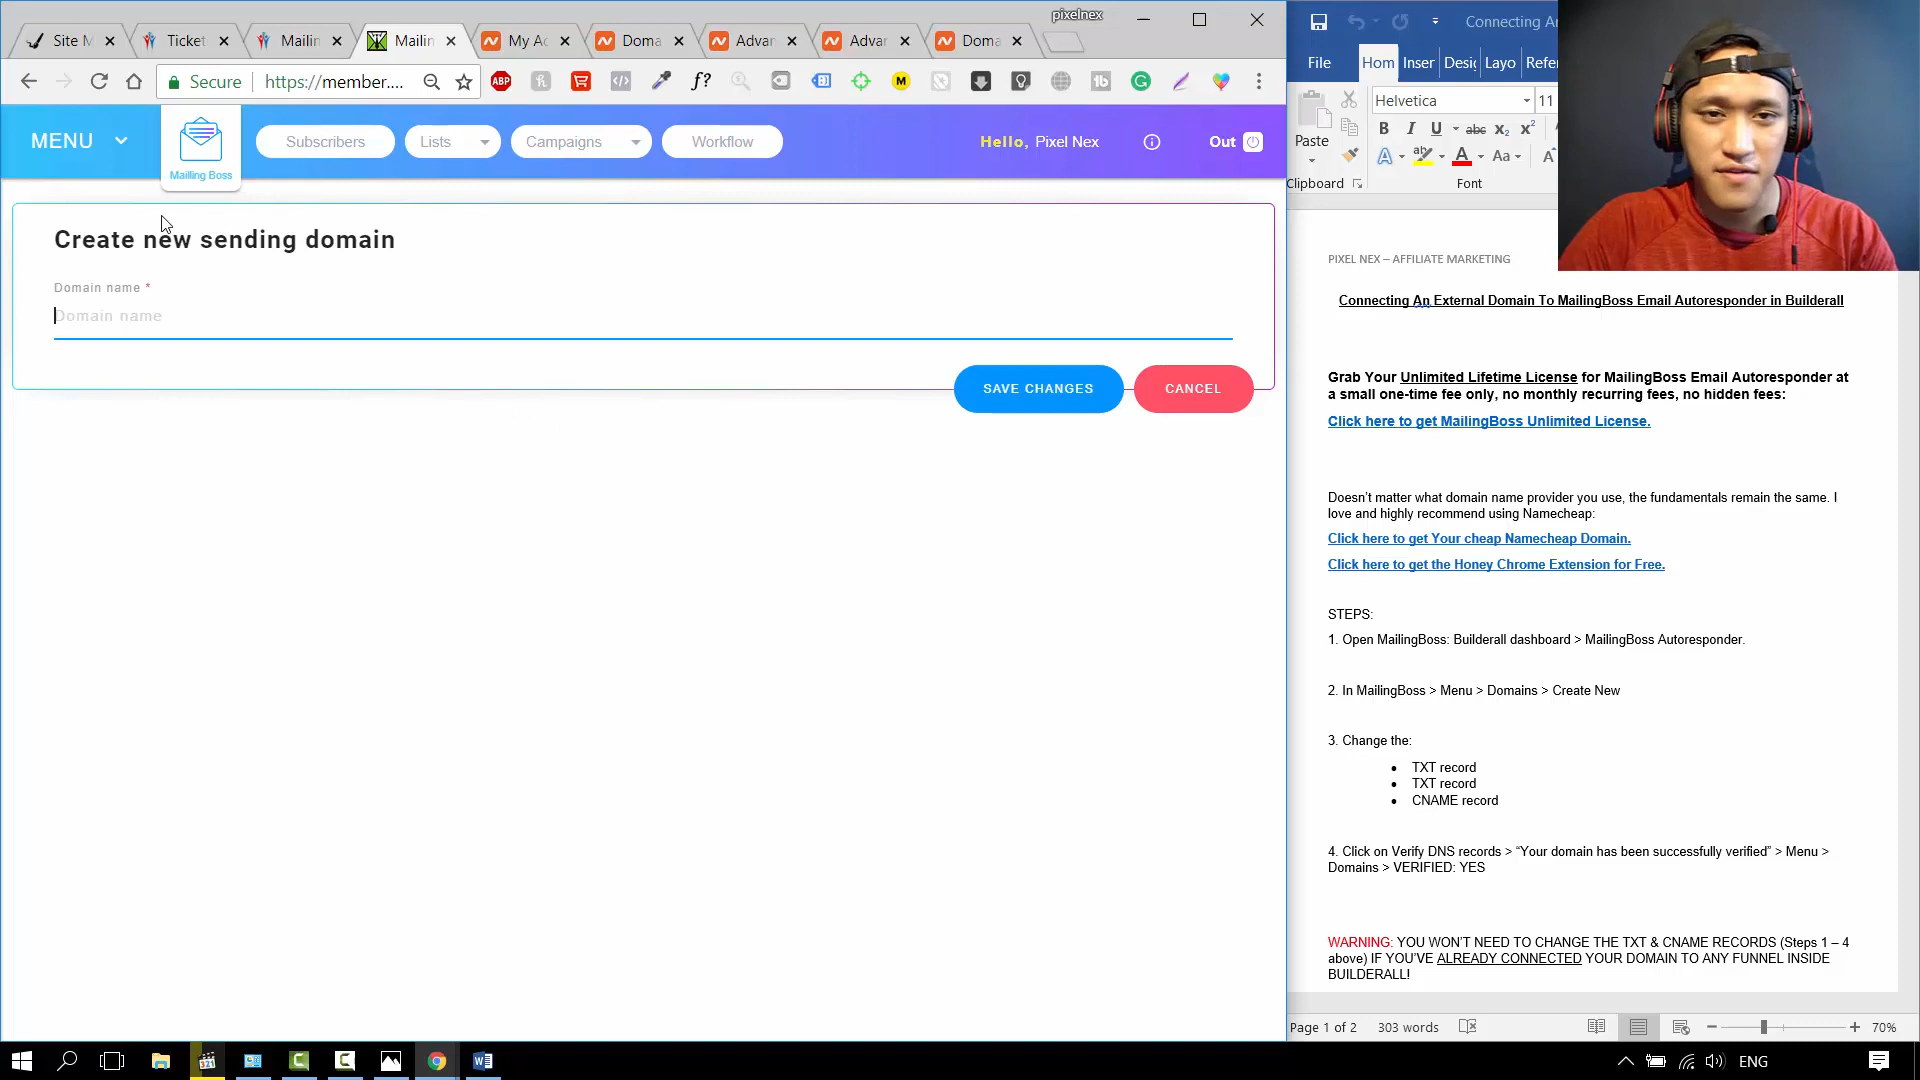 pixelnex
Site M
Ticket
Mailin
Mailin
My Ac
Doma
Advan
Advan
Doma
Secure
https://member....
ABP
f?
M
MENU
Mailling Boss
Subscribers
Lists
Campaigns
Workflow
Hello, Pixel Nex
Out
Create new sending domain
Domain name *
Domain name
SAVE CHANGES
CANCEL
Connecting An
File
Hom
Inser
Layo
Refer
Paste
Clipboard
Helvetica
11
B I U abc X₂ X²
A
A
Aa
A
Font
PIXEL NEX – AFFILIATE MARKETING
Connecting An External Domain To MailingBoss Email Autoresponder in Builderall
Grab Your Unlimited Lifetime License for MailingBoss Email Autoresponder at
a small one-time fee only, no monthly recurring fees, no hidden fees:
Click here to get MailingBoss Unlimited License.
Doesn't matter what domain name provider you use, the fundamentals remain the same. I
love and highly recommend using Namecheap:
Click here to get Your cheap Namecheap Domain.
Click here to get the Honey Chrome Extension for Free.
STEPS:
1. Open MailingBoss: Builderall dashboard > MailingBoss Autoresponder.
2. In MailingBoss > Menu > Domains > Create New
3. Change the:
• TXT record
• TXT record
• CNAME record
4. Click on Verify DNS records > “Your domain has been successfully verified” > Menu >
Domains > VERIFIED: YES
WARNING: YOU WON'T NEED TO CHANGE THE TXT & CNAME RECORDS (Steps 1 – 4
above) IF YOU'VE ALREADY CONNECTED YOUR DOMAIN TO ANY FUNNEL INSIDE
BUILDERALL!
Page 1 of 2
303 words
70%
ENG